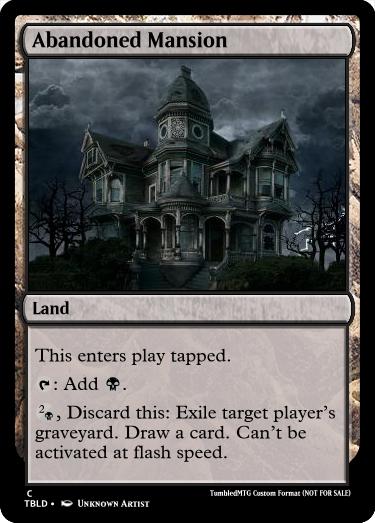 Abandoned Mansion
Land
This enters play tapped.
: Add .
2, Discard this: Exile target player's
graveyard. Draw a card. Can't be
activated at flash speed.
C
TBLD • Unknown Artist
TumbledMTG Custom Format (NOT FOR SALE)